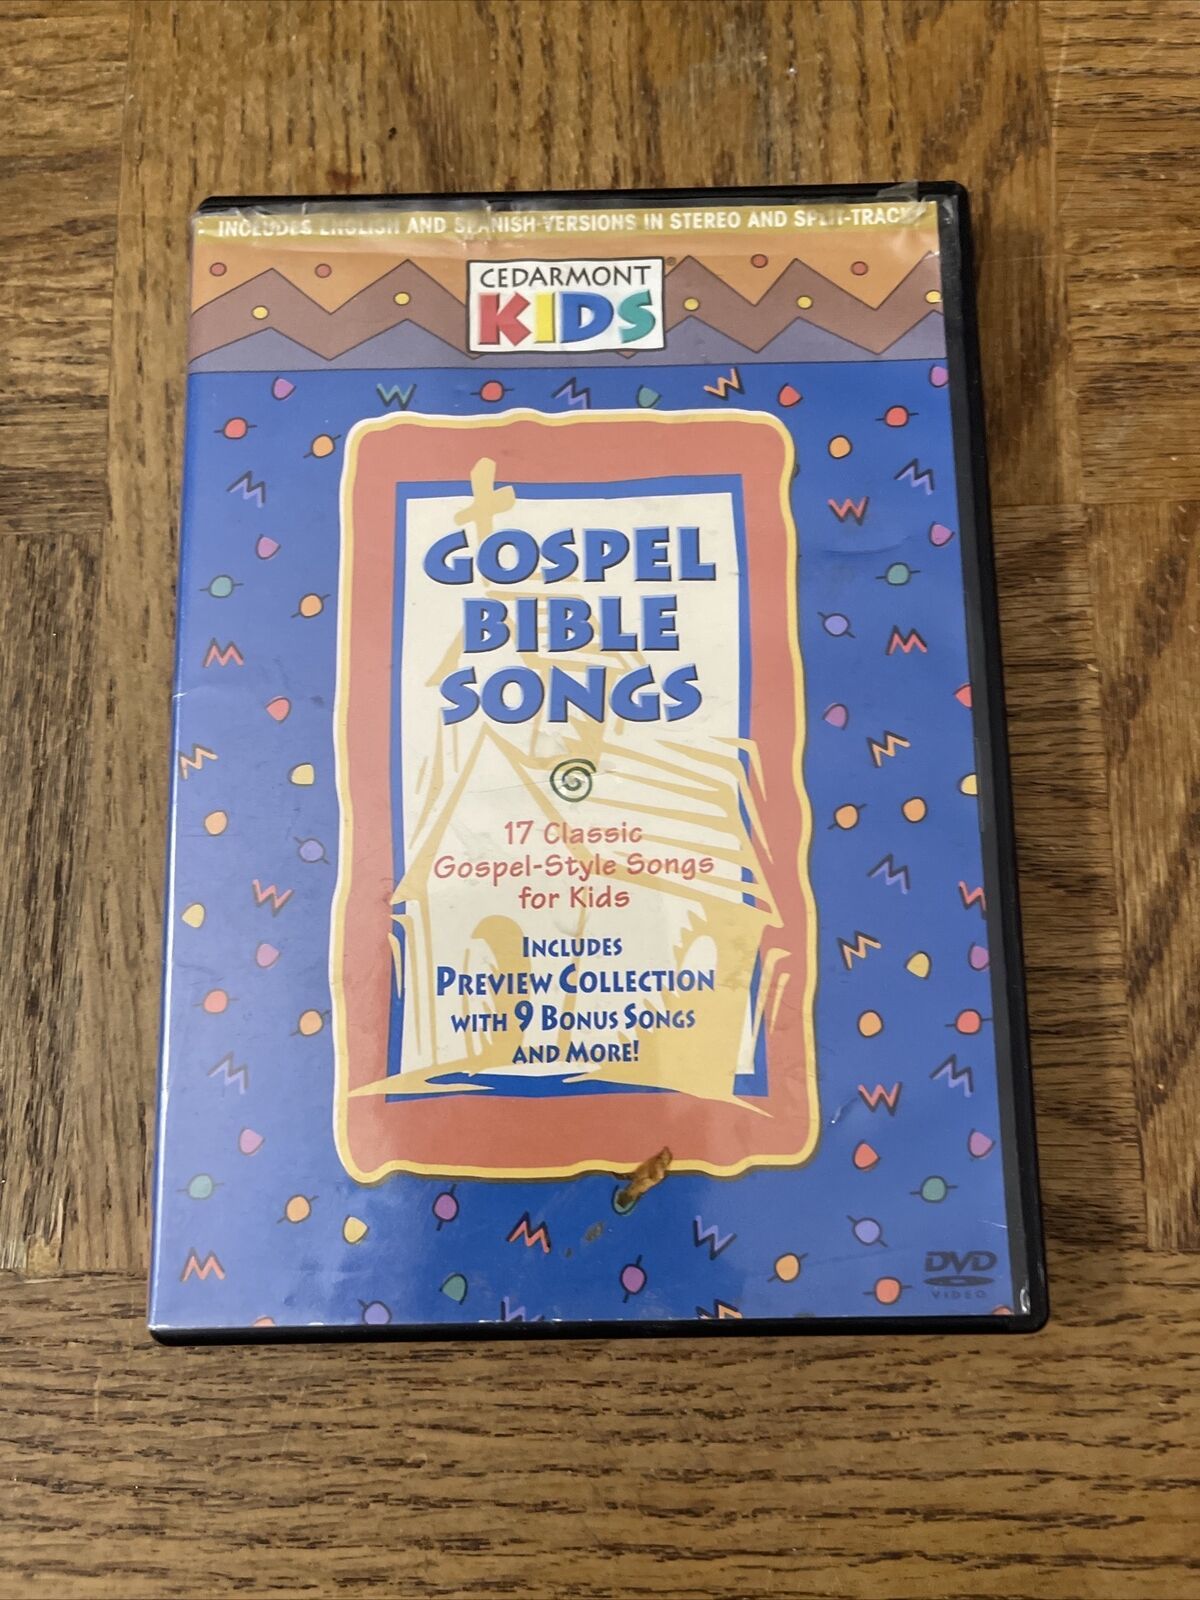 INCLUDES ENGLISH AND SPANISH VERSIONS IN STEREO AND SPLIT-TRACK
CEDARMONT
KIDS
GOSPEL
BIBLE
SONGS
17 Classic
Gospel-Style Songs
for Kids
INCLUDES
PREVIEW COLLECTION
WITH 9 BONUS SONGS
AND MORE!
DVD
VIDEO